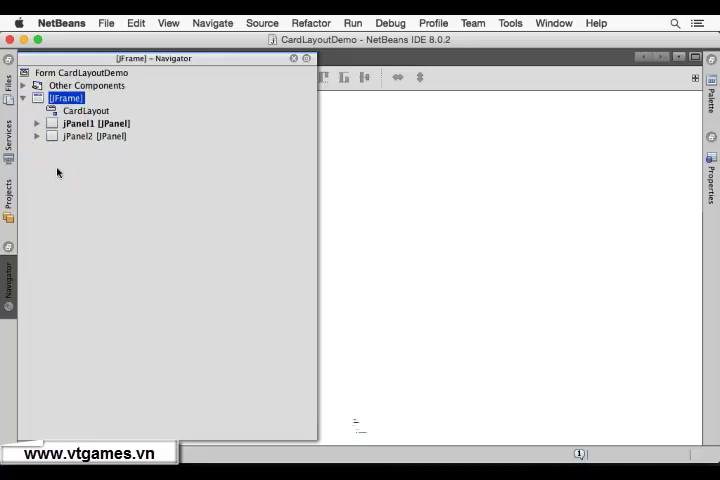 NetBeans File Edit View Navigate Source Refactor Run Debug Profile Team Tools Window Help
CardLayoutDemo - NetBeans IDE 8.0.2
[JFrame] - Navigator
Form CardLayoutDemo
Other Components
[JFrame]
CardLayout
jPanel1 [JPanel]
jPanel2 [JPanel]
Files
Services
Projects
Navigator
Palette
Properties
1
www.vtgames.vn